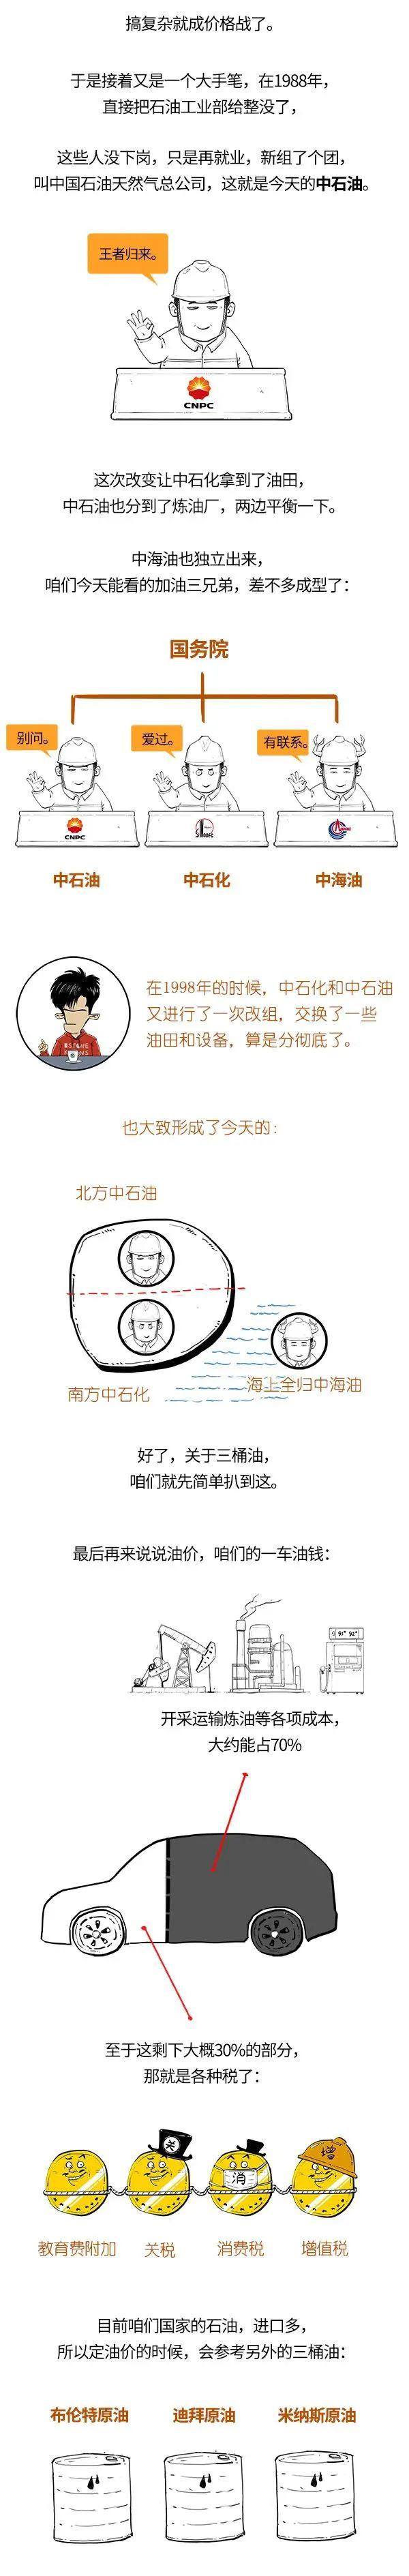 搞复杂就成价格战了。
于是接着又是一个大手笔，在1988年，
直接把石油工业部给整没了，
这些人没下岗，只是再就业，新组了个团，
叫中国石油天然气总公司，这就是今天的中石油。
王者归来。
CNPC
这次改变让中石化拿到了油田，
中石油也分到了炼油厂，两边平衡一下。
中海油也独立出来，
咱们今天能看的加油三兄弟，差不多成型了：
国务院
别问。
爱过。
有联系。
CNPC
Sinopec
中石油
中石化
中海油
在1998年的时候，中石化和中石油
又进行了一次改组，交换了一些
油田和设备，算是分彻底了。
也大致形成了今天的：
北方中石油
南方中石化
海上全归中海油
好了，关于三桶油，
咱们就先简单扒到这。
最后再来说说油价，咱们的一车油钱：
93# 92#
开采运输炼油等各项成本，
大约能占70%
至于这剩下大概30%的部分，
那就是各种税了：
关
消
增
教育费附加
关税
消费税
增值税
目前咱们国家的石油，进口多，
所以定油价的时候，会参考另外的三桶油：
布伦特原油
迪拜原油
米纳斯原油